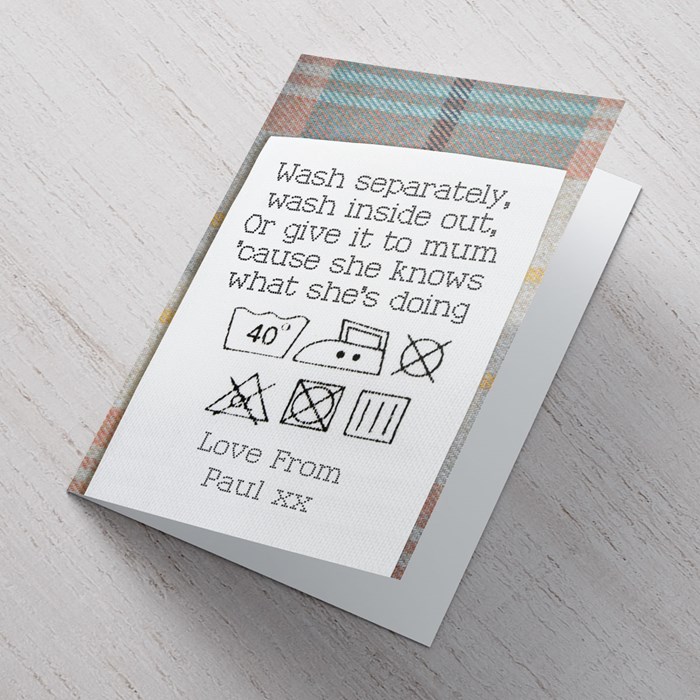 Wash separately,
wash inside out,
Or give it to mum
'cause she knows
what she's doing
40°
CL
Love From
Paul xx